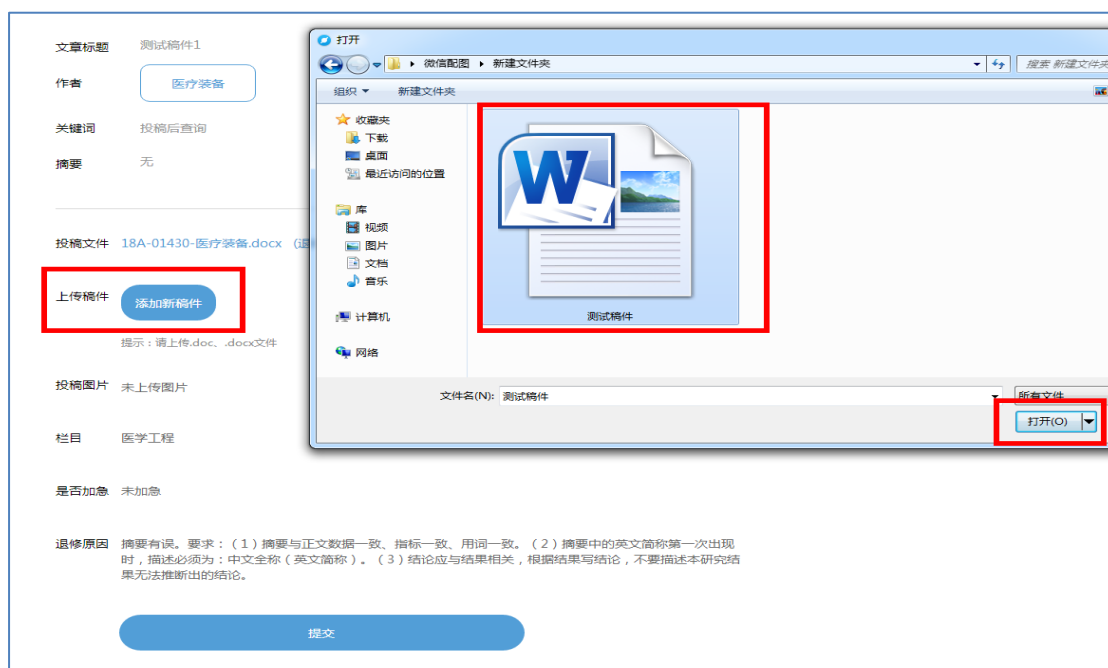 文章标题 测试稿件1
作者 医疗装备
关键词 投稿后查询
摘要 无
投稿文件 18A-01430-医疗装备.docx
上传稿件 添加新稿件
提示：请上传.doc、.docx文件
投稿图片 未上传图片
栏目 医学工程
是否加急 未加急
退修原因 摘要有误。要求：（1）摘要与正文数据一致、指标一致、用词一致。（2）摘要中的英文简称第一次出现
时，描述必须为：中文全称（英文简称）。（3）结论应与结果相关，根据结果写结论，不要描述本研究结
果无法推断出的结论。
提交
打开
微信配图 新建文件夹
搜索 新建文件夹
组织 新建文件夹
收藏夹
下载
桌面
最近访问的位置
库
视频
图片
文档
音乐
计算机
网络
W
测试稿件
文件名(N): 测试稿件
所有文件
打开(O)